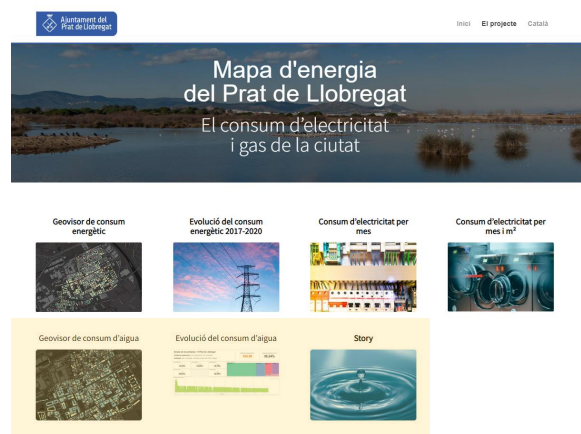 Ajuntament del
Prat de Llobregat
Inici El projecte Català
Mapa d'energia
del Prat de Llobregat
El consum d'electricitat
i gas de la ciutat
Geovisor de consum
energètic
Evolució del consum
energètic 2017-2020
Consum d'electricitat per
mes
Consum d'electricitat per
mes i m²
Geovisor de consum d'aigua
Evolució del consum d'aigua
Story